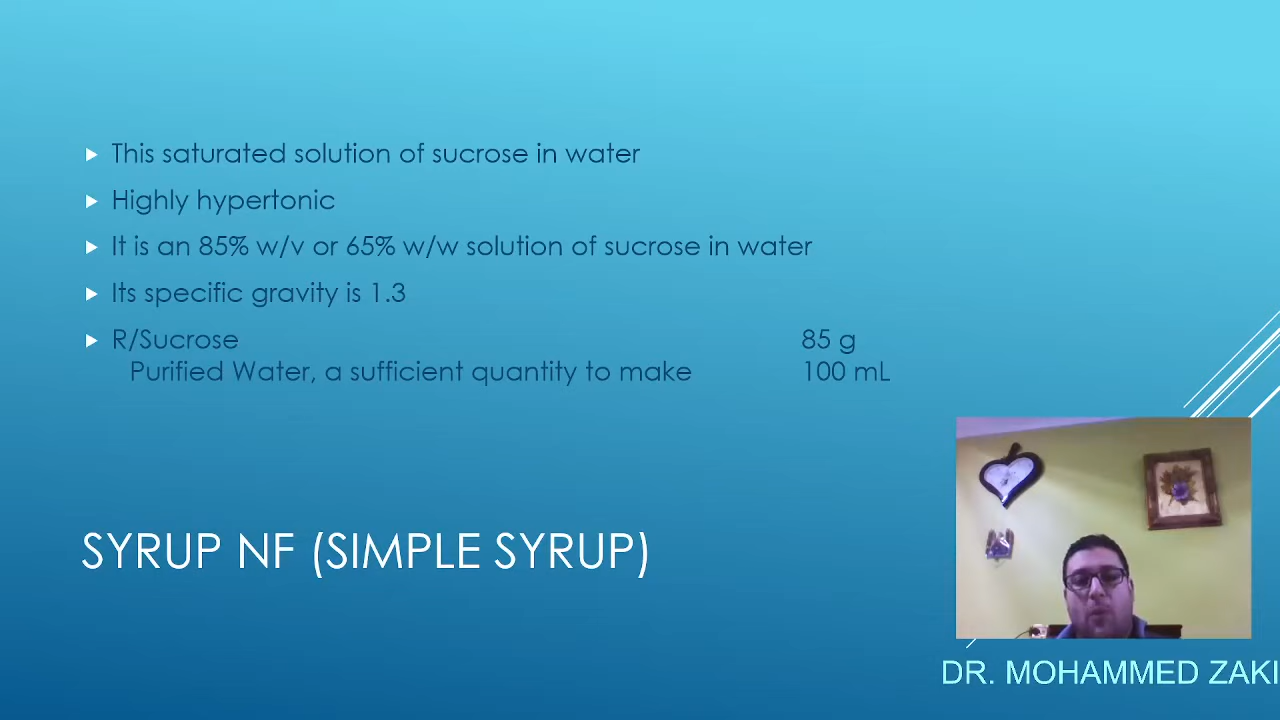 This saturated solution of sucrose in water
Highly hypertonic
It is an 85% w/v or 65% w/w solution of sucrose in water
Its specific gravity is 1.3
R/Sucrose 85 g
Purified Water, a sufficient quantity to make 100 mL
SYRUP NF (SIMPLE SYRUP)
DR. MOHAMMED ZAKI